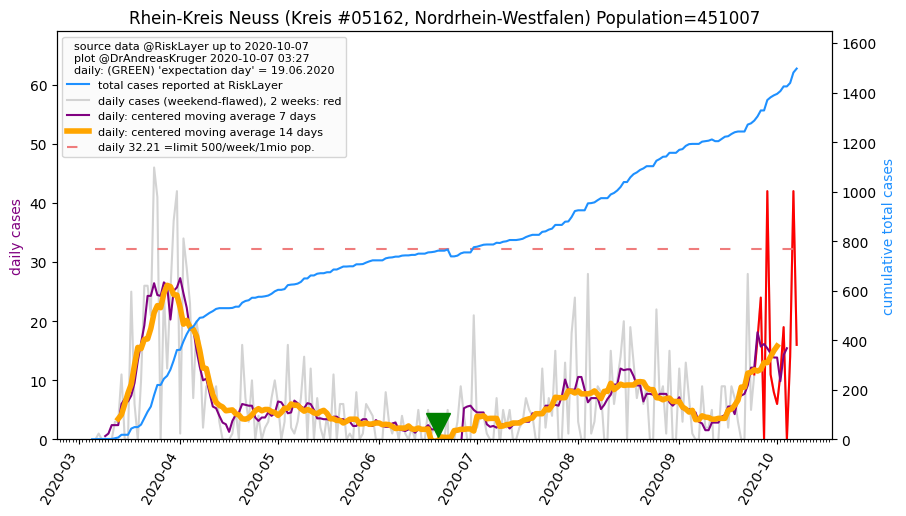 Rhein-Kreis Neuss (Kreis #05162, Nordrhein-Westfalen) Population=451007
source data @RiskLayer up to 2020-10-07
plot @DrAndreasKruger 2020-10-07 03:27
daily: (GREEN) 'expectation day' = 19.06.2020
total cases reported at RiskLayer
daily cases (weekend-flawed), 2 weeks: red
daily: centered moving average 7 days
daily: centered moving average 14 days
daily 32.21 =limit 500/week/1mio pop.
daily cases
60
50
40
30
20
10
0
cumulative total cases
1600
1400
1200
1000
800
600
400
200
0
2020-03
2020-04
2020-05
2020-06
2020-07
2020-08
2020-09
2020-10